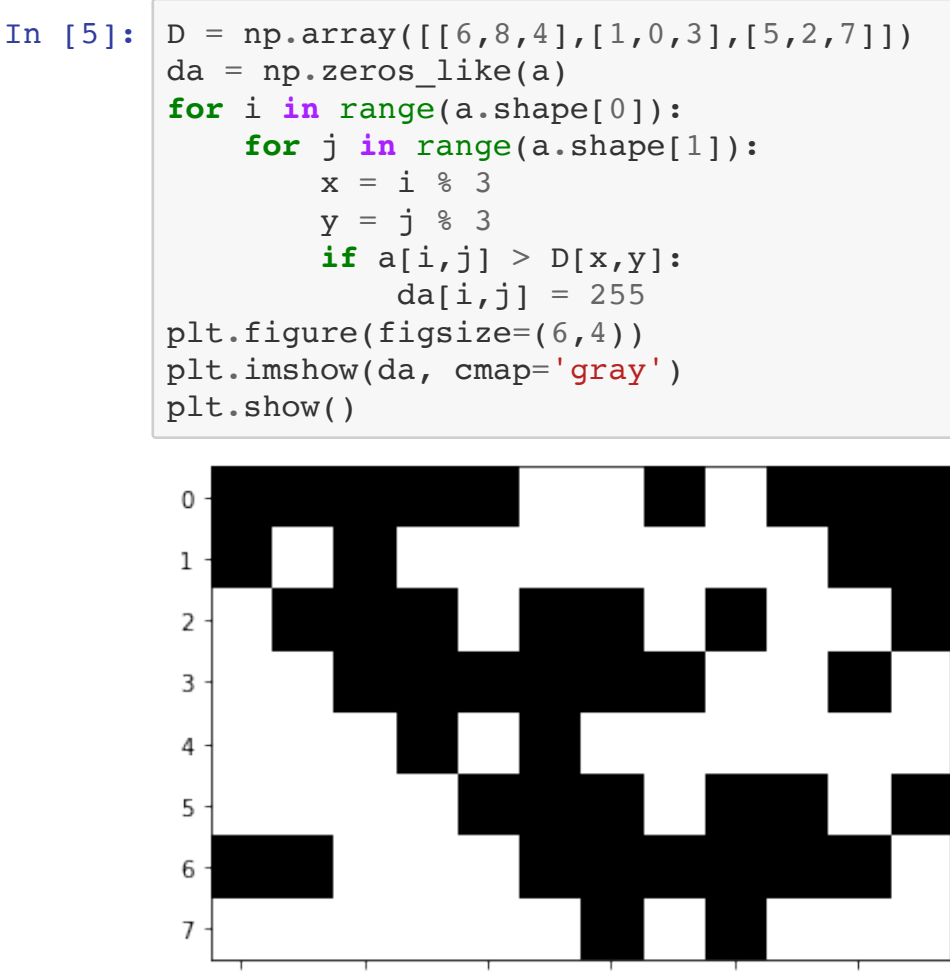 In [5]: D = np.array([[6,8,4],[1,0,3],[5,2,7]])
da = np.zeros_like(a)
for i in range(a.shape[0]):
    for j in range(a.shape[1]):
        x = i % 3
        y = j % 3
        if a[i,j] > D[x,y]:
            da[i,j] = 255
plt.figure(figsize=(6,4))
plt.imshow(da, cmap='gray')
plt.show()
0
1
2
3
4
5
6
7